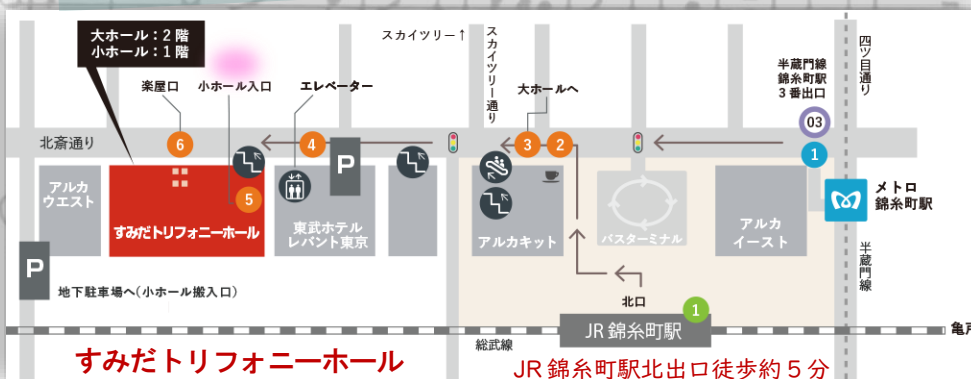 大ホール：2 階
小ホール：1 階
スカイツリー↑
スカイツリー通り
四ツ目通り
半蔵門線
錦糸町駅
3 番出口
楽屋口
小ホール入口
エレベーター
大ホールへ
03
北斎通り
6
4
3
2
1
P
アルカ
ウエスト
5
すみだトリフォニーホール
東武ホテル
レバント東京
アルカキット
バスターミナル
アルカ
イースト
メトロ
錦糸町駅
半蔵門線
P
地下駐車場へ(小ホール搬入口)
北口
1
JR 錦糸町駅
亀戸
総武線
すみだトリフォニーホール
JR 錦糸町駅北出口徒歩約 5 分